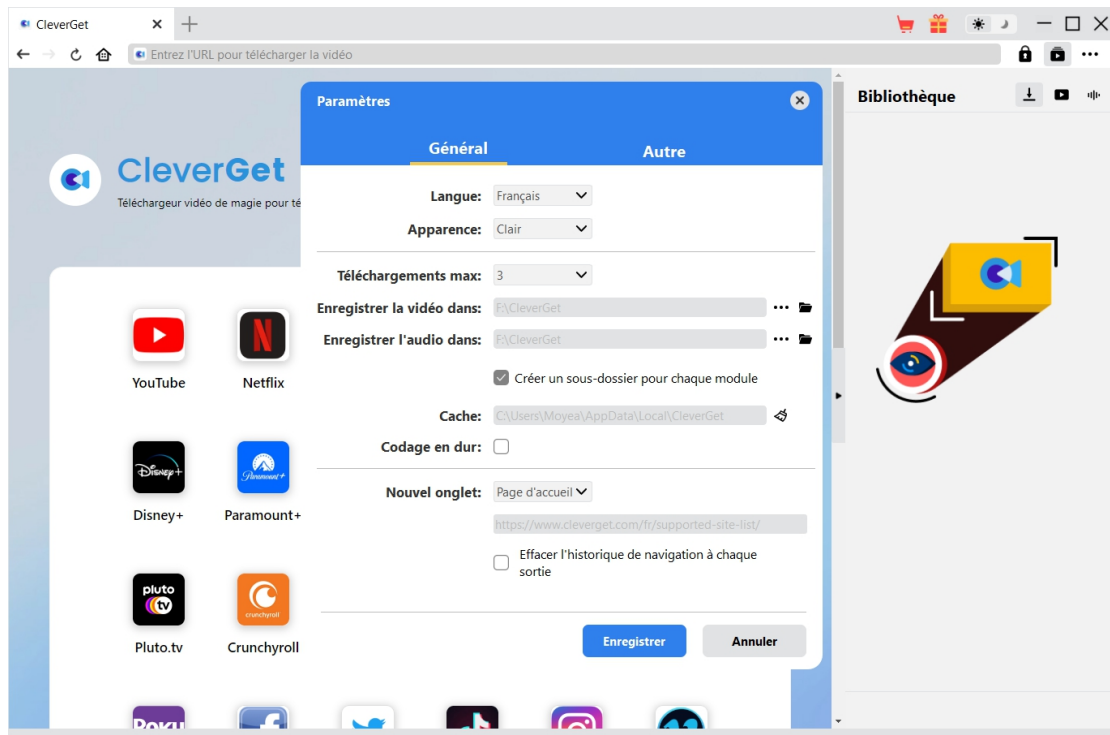 CleverGet
Entrez l'URL pour télécharger la vidéo
Bibliothèque
CleverGet
Téléchargeur vidéo de magie pour té
Paramètres
Général
Autre
Langue: Français
Apparence: Clair
Téléchargements max: 3
Enregistrer la vidéo dans: F:\CleverGet
Enregistrer l'audio dans: F:\CleverGet
Créer un sous-dossier pour chaque module
Cache: C:\Users\Moyea\AppData\Local\CleverGet
Codage en dur:
Nouvel onglet: Page d'accueil
https://www.cleverget.com/fr/supported-site-list/
Effacer l'historique de navigation à chaque
sortie
Enregistrer
Annuler
YouTube
Netflix
Disney+
Paramount+
Disney+
Paramount+
pluto
tv
crunchyroll
Pluto.tv
Crunchyroll
Roku